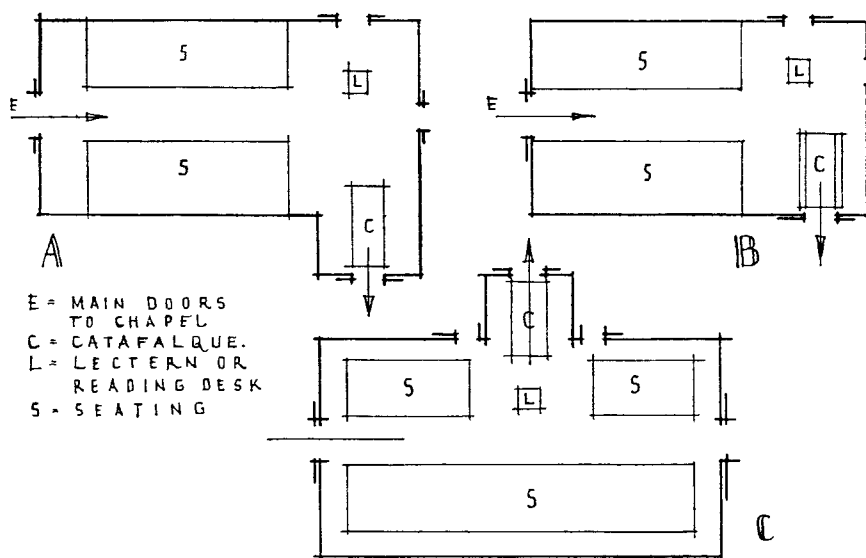 S
L
E
S
C
A
S
L
E
S
C
B
E = MAIN DOORS
TO CHAPEL
C = CATAFALQUE.
L = LECTERN OR
READING DESK
S = SEATING
C
S
S
L
S
C